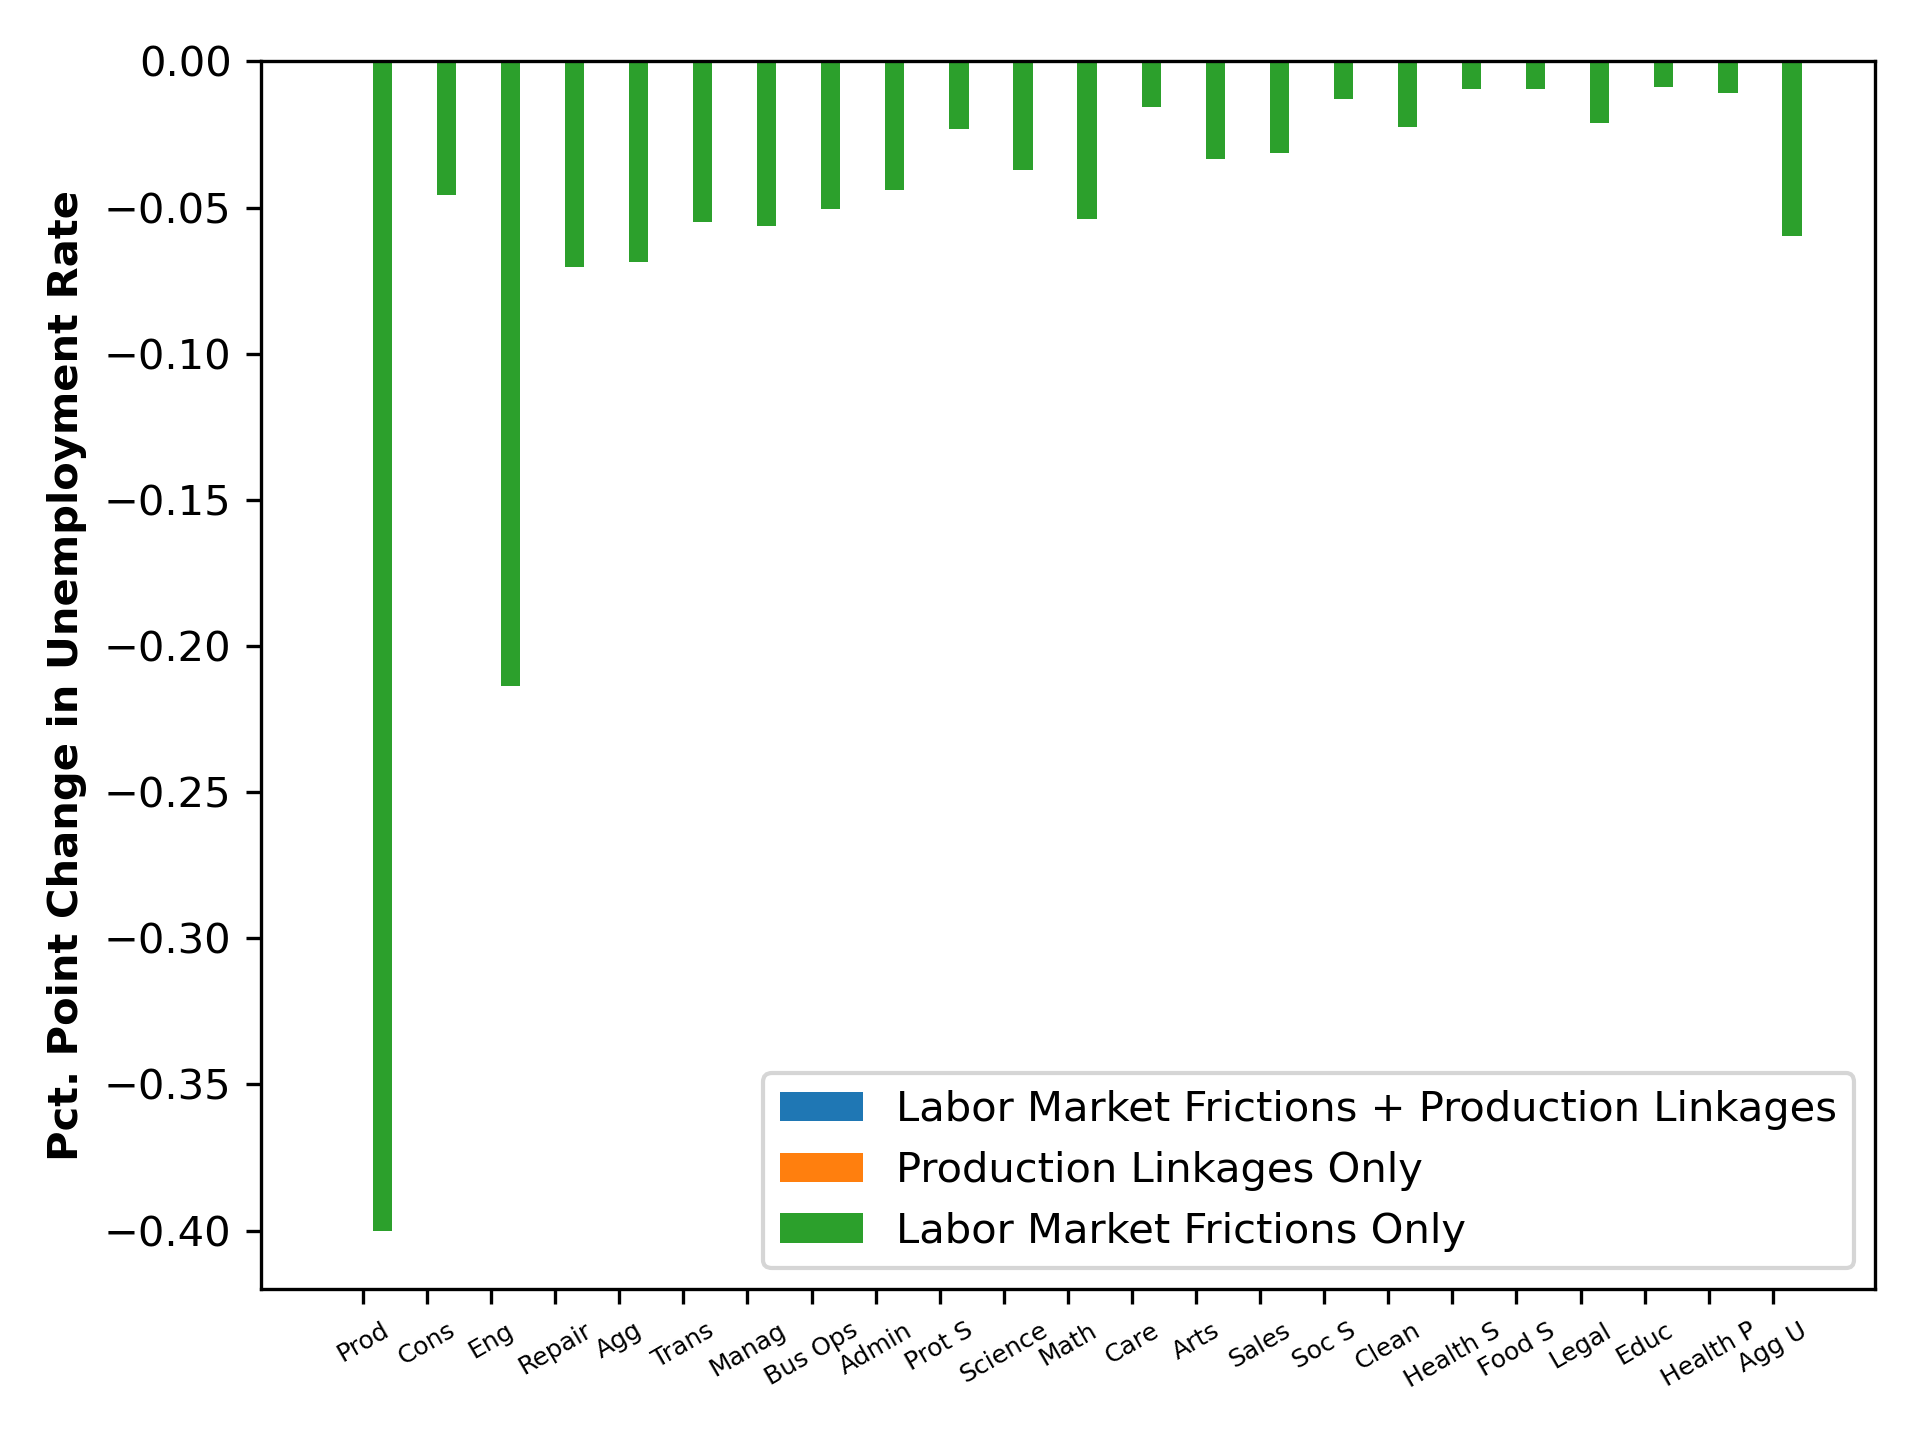 Pct. Point Change in Unemployment Rate
0.00
−0.05
−0.10
−0.15
−0.20
−0.25
−0.30
−0.35
−0.40
Labor Market Frictions + Production Linkages
Production Linkages Only
Labor Market Frictions Only
Prod
Cons
Eng
Repair
Agg
Trans
Manag
Bus Ops
Admin
Prot S
Science
Math
Care
Arts
Sales
Soc S
Clean
Health S
Food S
Legal
Educ
Health P
Agg U